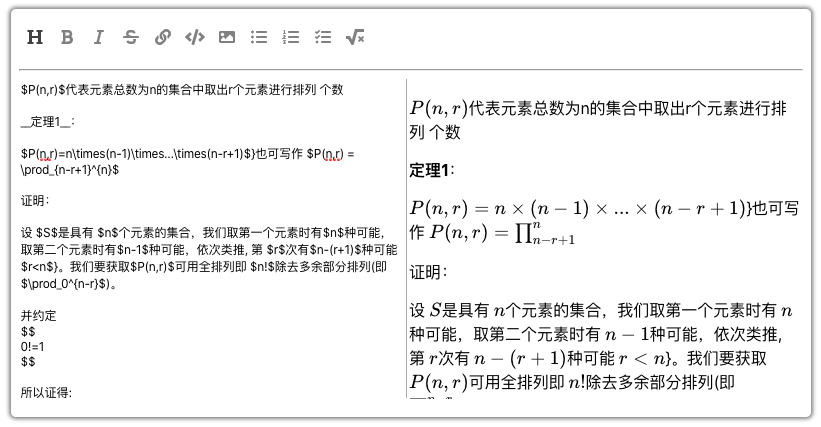 H B I S
$P(n,r)$代表元素总数为n的集合中取出r个元素进行排列 个数
__定理1__：
$P(n,r)=n\times(n-1)\times...\times(n-r+1)$}也可写作 $P(n,r) =
\prod_{n-r+1}^{n}$
证明：
设 $S$是具有 $n$个元素的集合，我们取第一个元素时有$n$种可能，
取第二个元素时有$n-1$种可能，依次类推, 第 $r$次有$n-(r+1)$种可能
$r<n$}。我们要获取$P(n,r)$可用全排列即 $n!$除去多余部分排列(即
$\prod_0^{n-r}$)。
并约定
$$
0!=1
$$
所以证得:
P(n, r)代表元素总数为n的集合中取出r个元素进行排
列 个数
定理1：
P(n, r) = n × (n − 1) × ... × (n − r + 1)}也可写
作 P(n, r) = ∏_{n−r+1}^{n}
证明：
设 S是具有 n个元素的集合，我们取第一个元素时有 n
种可能，取第二个元素时有 n − 1种可能，依次类推,
第 r次有 n − (r + 1)种可能 r < n}。我们要获取
P(n, r)可用全排列即 n!除去多余部分排列(即